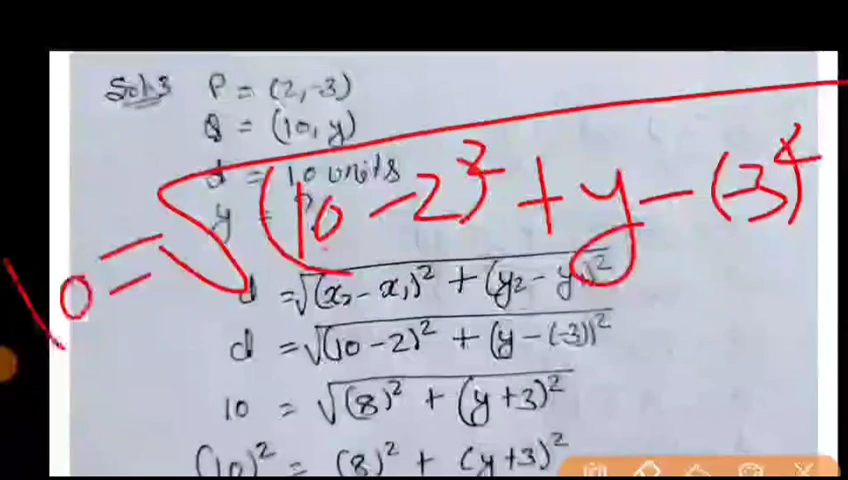 Sol.3 P = (2, -3)
Q = (10, y)
d = 10 units
y = ?
10 = √(10 - 2)² + y - (-3)²
d = √(x₂ - x₁)² + (y₂ - y₁)²
d = √(10 - 2)² + (y - (-3))²
10 = √(8)² + (y + 3)²
(10)² = (8)² + (y + 3)²